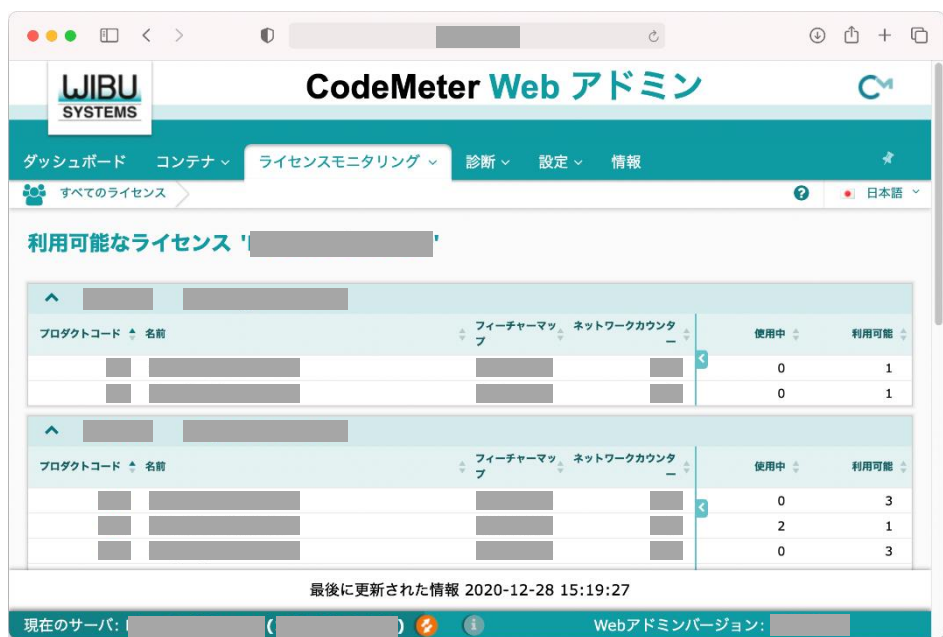 WIBU
SYSTEMS
CodeMeter Web アドミン
ダッシュボード コンテナ ライセンスモニタリング 診断 設定 情報
すべてのライセンス 日本語
利用可能なライセンス ' '
プロダクトコード 名前 フィーチャーマッ ネットワークカウンタ 使用中 利用可能
プ ー
0 1
0 1
プロダクトコード 名前 フィーチャーマッ ネットワークカウンタ 使用中 利用可能
プ ー
0 3
2 1
0 3
最後に更新された情報 2020-12-28 15:19:27
現在のサーバ: ( ) Webアドミンバージョン: